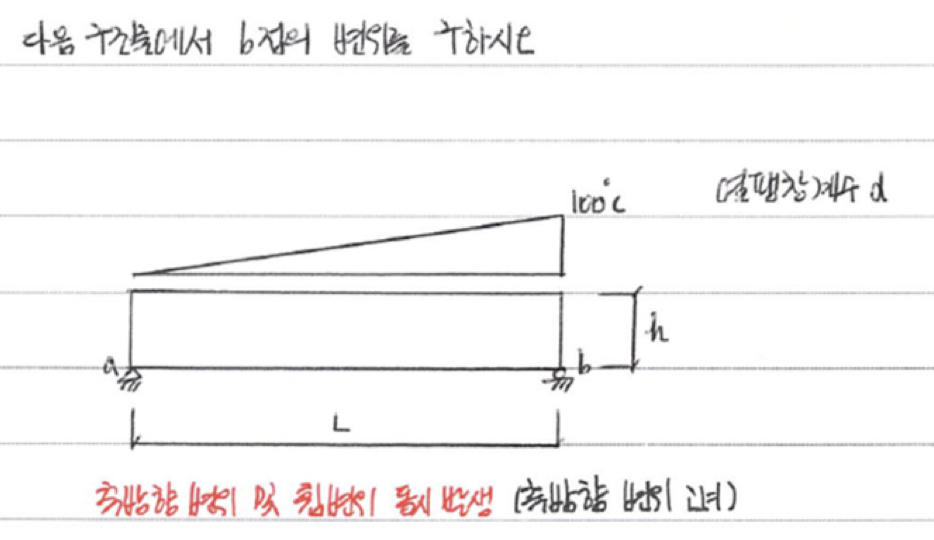 다음 구조물에서 b점의 변위를 구하시오
100°c
(열팽창)계수 α
h
a
b
L
축방향 변위 및 휨변위 동시 발생 (축방향 변위 고려)